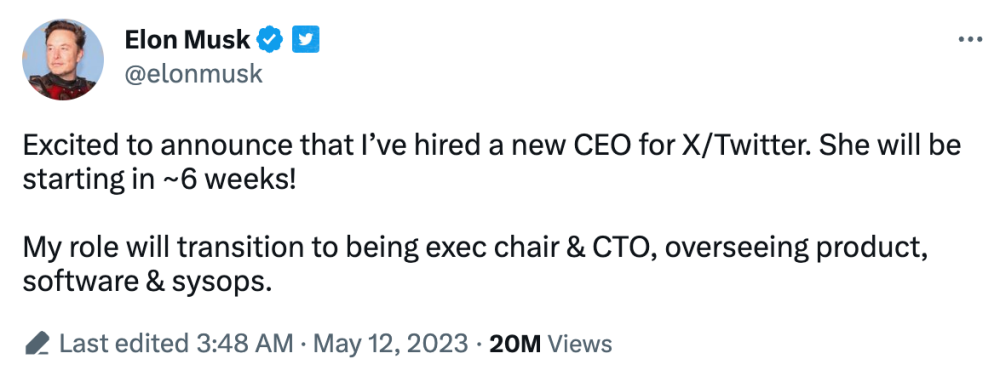 Elon Musk
@elonmusk
Excited to announce that I’ve hired a new CEO for X/Twitter. She will be
starting in ~6 weeks!
My role will transition to being exec chair & CTO, overseeing product,
software & sysops.
Last edited 3:48 AM · May 12, 2023 · 20M Views